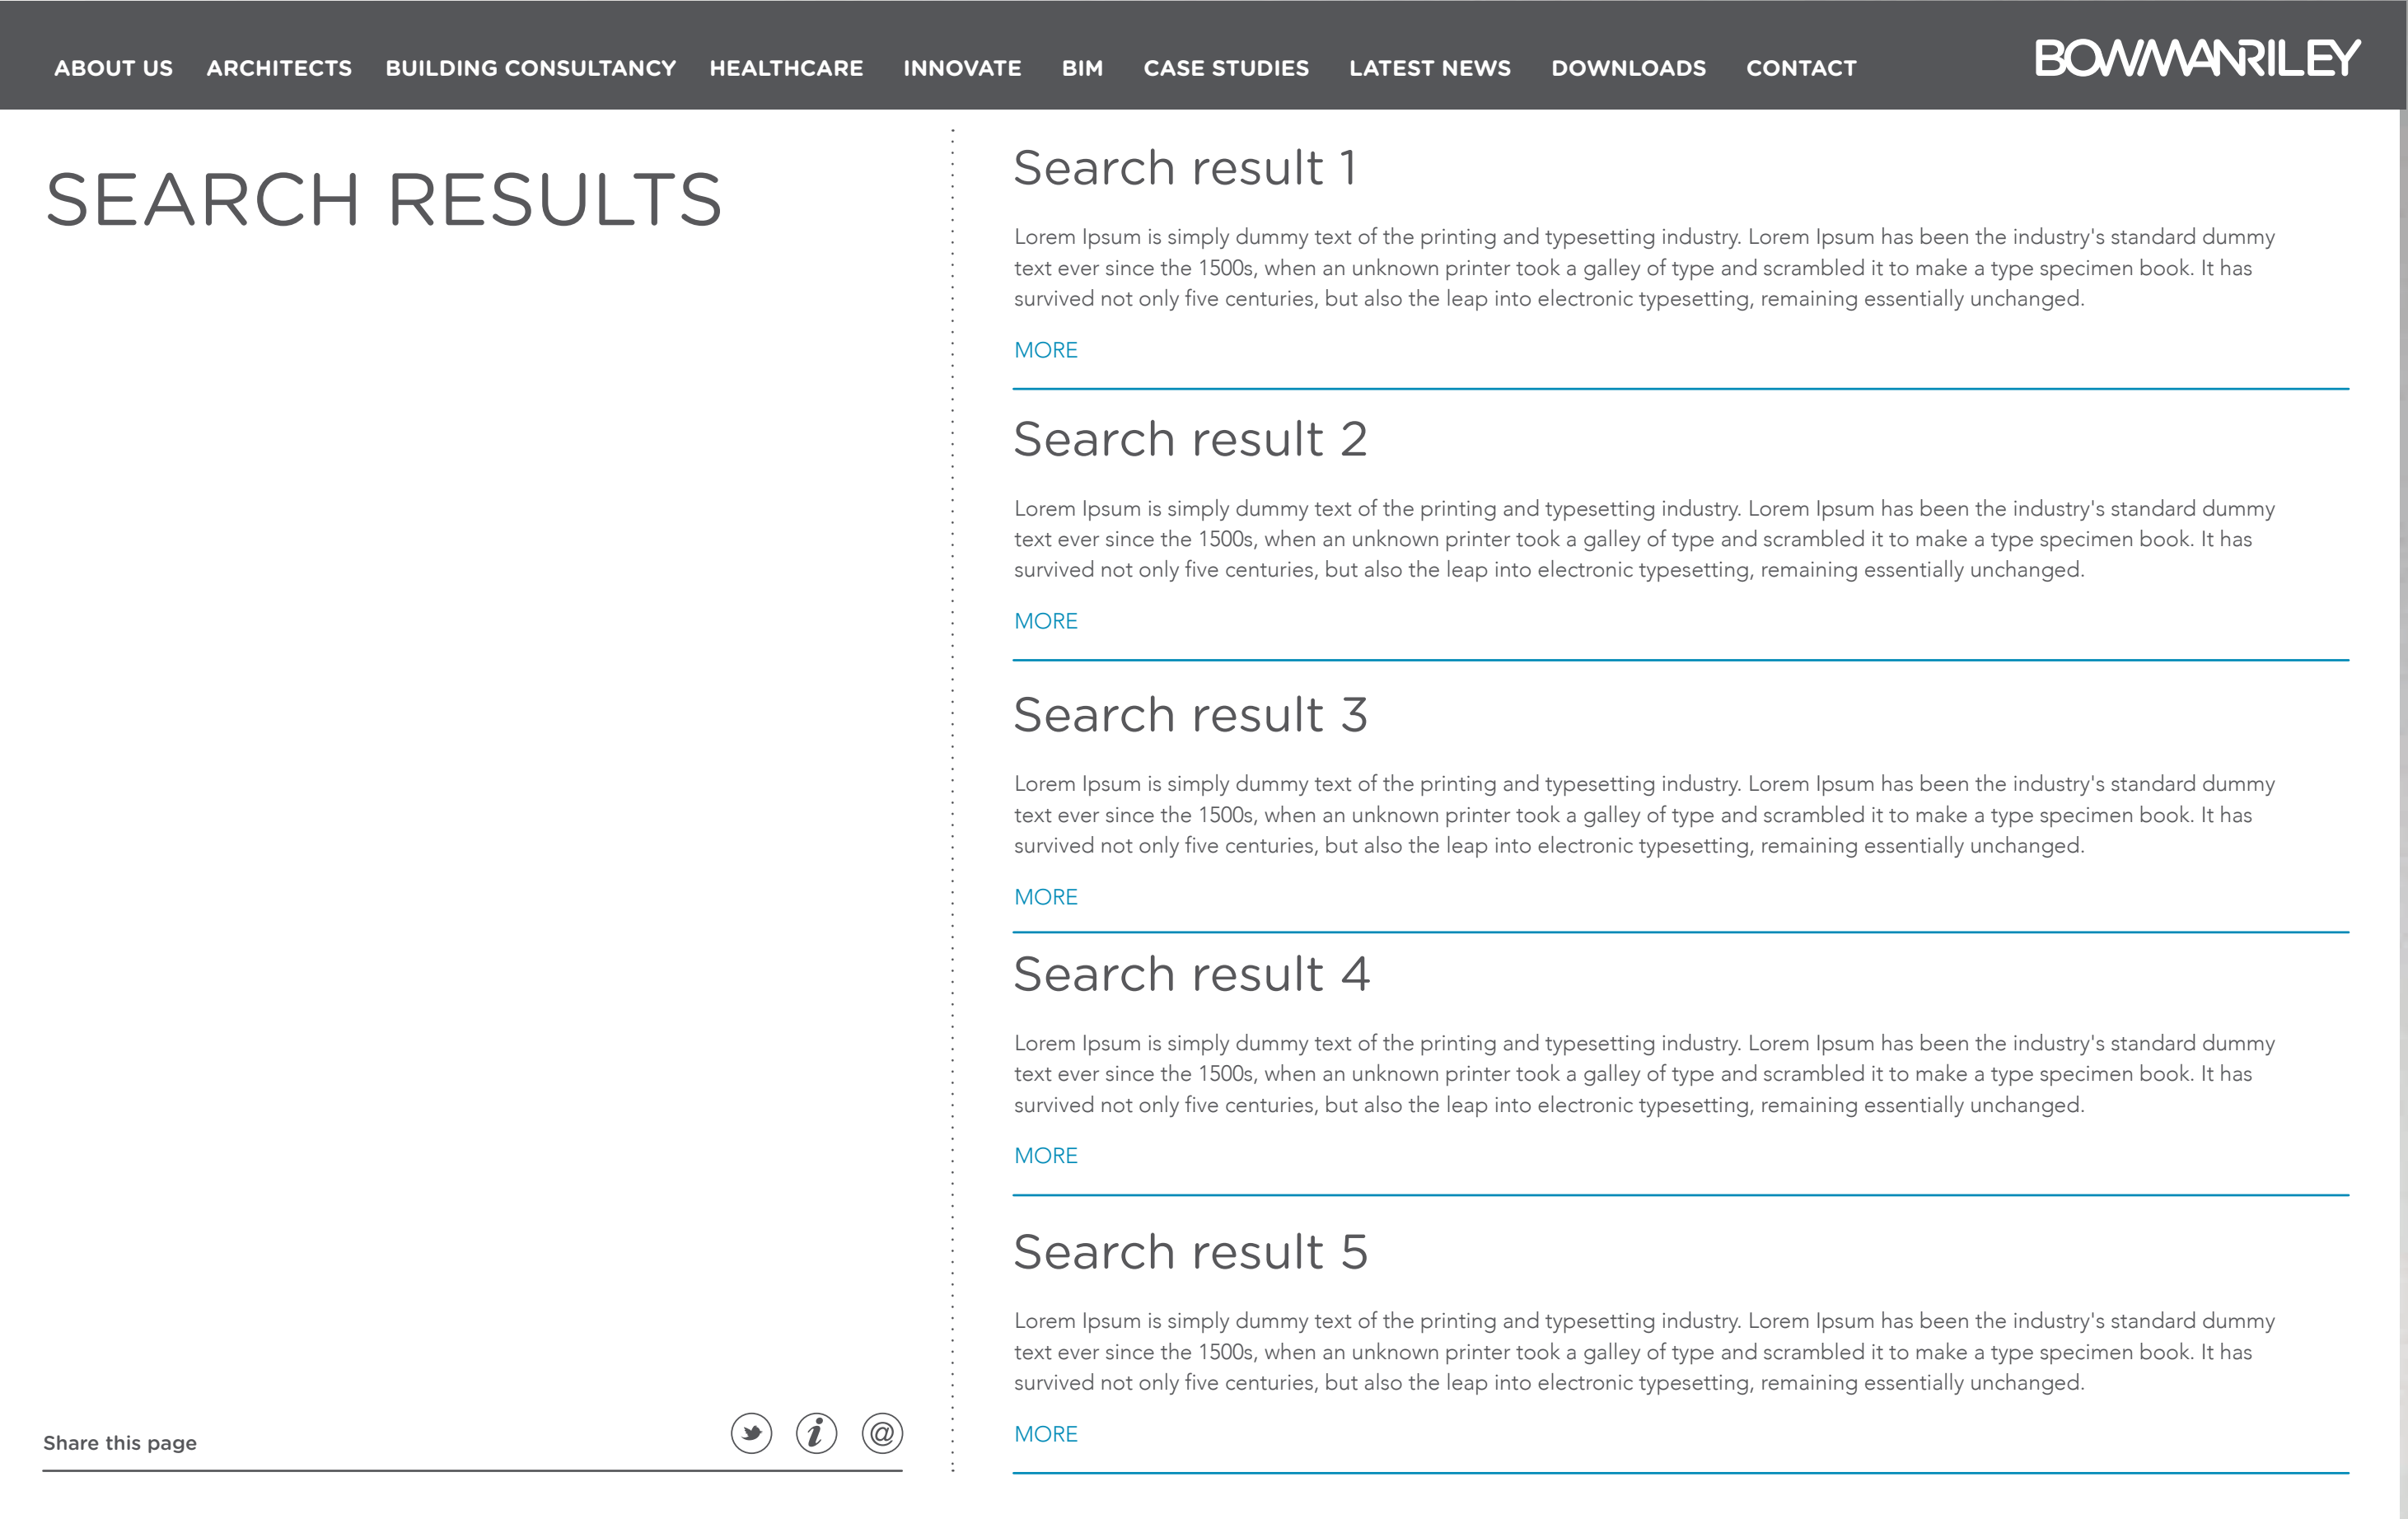 ABOUT US ARCHITECTS BUILDING CONSULTANCY HEALTHCARE INNOVATE BIM CASE STUDIES LATEST NEWS DOWNLOADS CONTACT BOWMANRILEY
SEARCH RESULTS
Share this page
Search result 1
Lorem Ipsum is simply dummy text of the printing and typesetting industry. Lorem Ipsum has been the industry's standard dummy
text ever since the 1500s, when an unknown printer took a galley of type and scrambled it to make a type specimen book. It has
survived not only five centuries, but also the leap into electronic typesetting, remaining essentially unchanged.
MORE
Search result 2
Lorem Ipsum is simply dummy text of the printing and typesetting industry. Lorem Ipsum has been the industry's standard dummy
text ever since the 1500s, when an unknown printer took a galley of type and scrambled it to make a type specimen book. It has
survived not only five centuries, but also the leap into electronic typesetting, remaining essentially unchanged.
MORE
Search result 3
Lorem Ipsum is simply dummy text of the printing and typesetting industry. Lorem Ipsum has been the industry's standard dummy
text ever since the 1500s, when an unknown printer took a galley of type and scrambled it to make a type specimen book. It has
survived not only five centuries, but also the leap into electronic typesetting, remaining essentially unchanged.
MORE
Search result 4
Lorem Ipsum is simply dummy text of the printing and typesetting industry. Lorem Ipsum has been the industry's standard dummy
text ever since the 1500s, when an unknown printer took a galley of type and scrambled it to make a type specimen book. It has
survived not only five centuries, but also the leap into electronic typesetting, remaining essentially unchanged.
MORE
Search result 5
Lorem Ipsum is simply dummy text of the printing and typesetting industry. Lorem Ipsum has been the industry's standard dummy
text ever since the 1500s, when an unknown printer took a galley of type and scrambled it to make a type specimen book. It has
survived not only five centuries, but also the leap into electronic typesetting, remaining essentially unchanged.
MORE